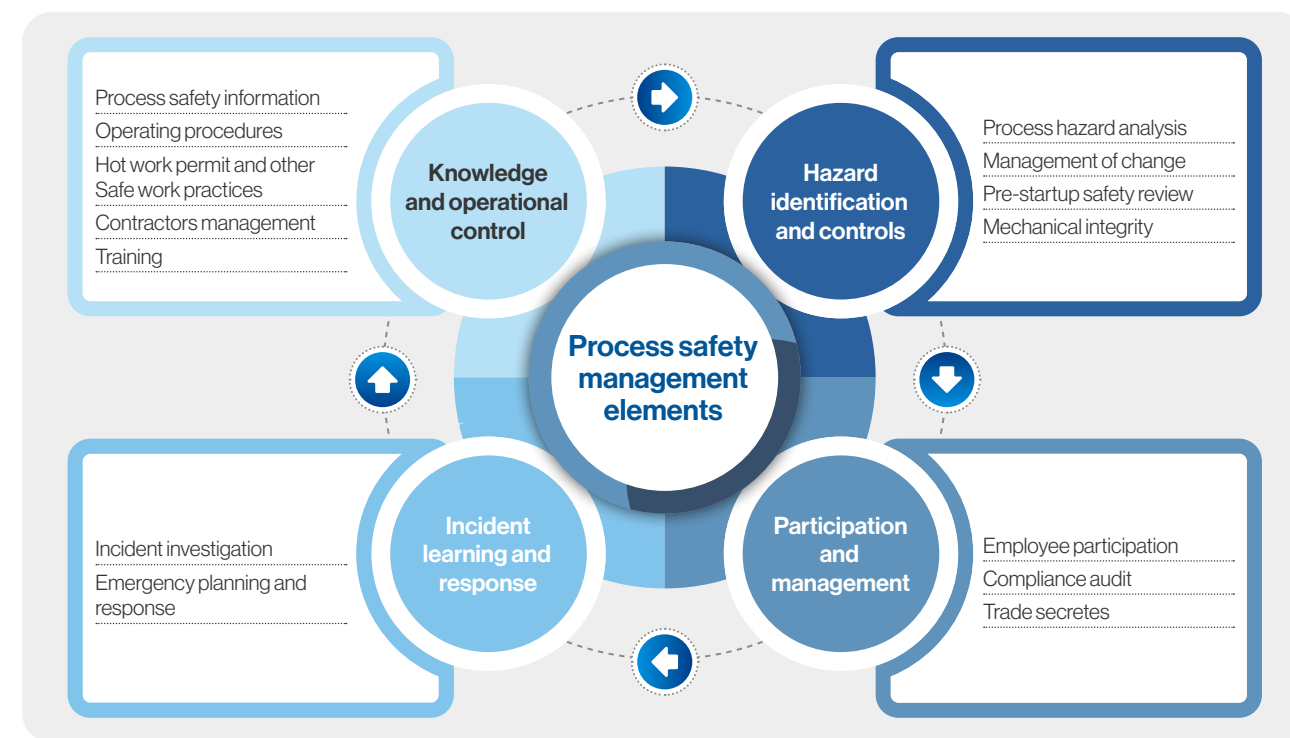 Process safety information
Operating procedures
Hot work permit and other
Safe work practices
Contractors management
Training
Knowledge
and operational
control
Hazard
identification
and controls
Process hazard analysis
Management of change
Pre-startup safety review
Mechanical integrity
Process safety
management
elements
Incident investigation
Emergency planning and
response
Incident
learning and
response
Participation
and
management
Employee participation
Compliance audit
Trade secretes